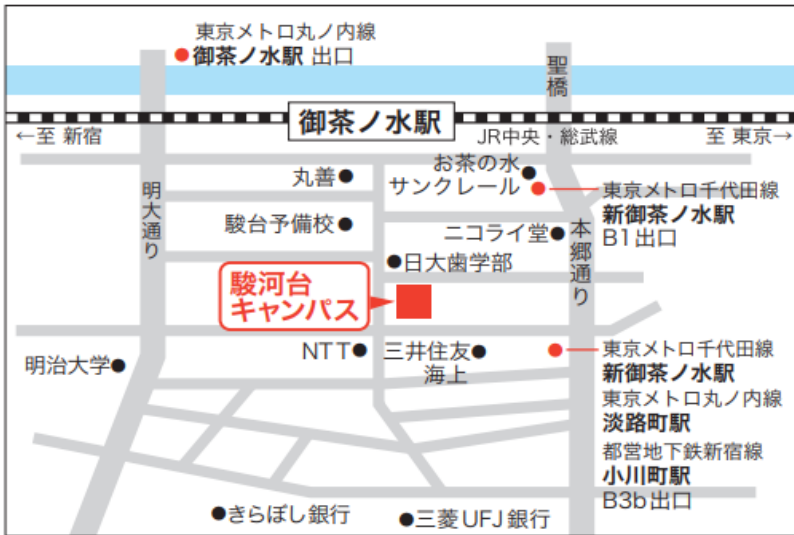 東京メトロ丸ノ内線
御茶ノ水駅 出口
聖橋
御茶ノ水駅
←至 新宿
JR中央・総武線
至 東京→
明大通り
丸善
お茶の水
サンクレール
東京メトロ千代田線
新御茶ノ水駅
B1出口
駿台予備校
ニコライ堂
本郷通り
日大歯学部
駿河台
キャンパス
明治大学
NTT
三井住友
海上
東京メトロ千代田線
新御茶ノ水駅
東京メトロ丸ノ内線
淡路町駅
都営地下鉄新宿線
小川町駅
B3b出口
きらぼし銀行
三菱UFJ銀行